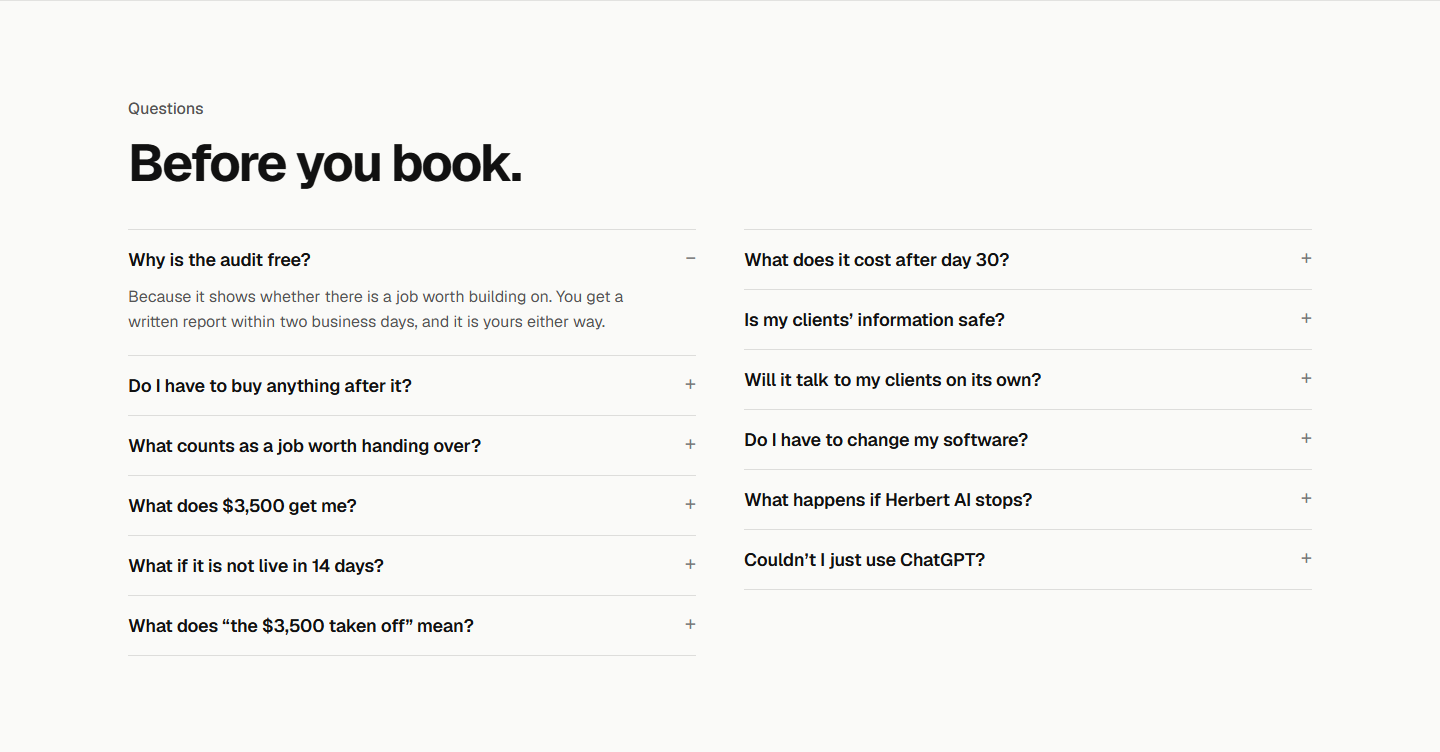 Questions
Before you book.
Why is the audit free?
−
Because it shows whether there is a job worth building on. You get a
written report within two business days, and it is yours either way.
Do I have to buy anything after it?
+
What counts as a job worth handing over?
+
What does $3,500 get me?
+
What if it is not live in 14 days?
+
What does “the $3,500 taken off” mean?
+
What does it cost after day 30?
+
Is my clients’ information safe?
+
Will it talk to my clients on its own?
+
Do I have to change my software?
+
What happens if Herbert AI stops?
+
Couldn’t I just use ChatGPT?
+